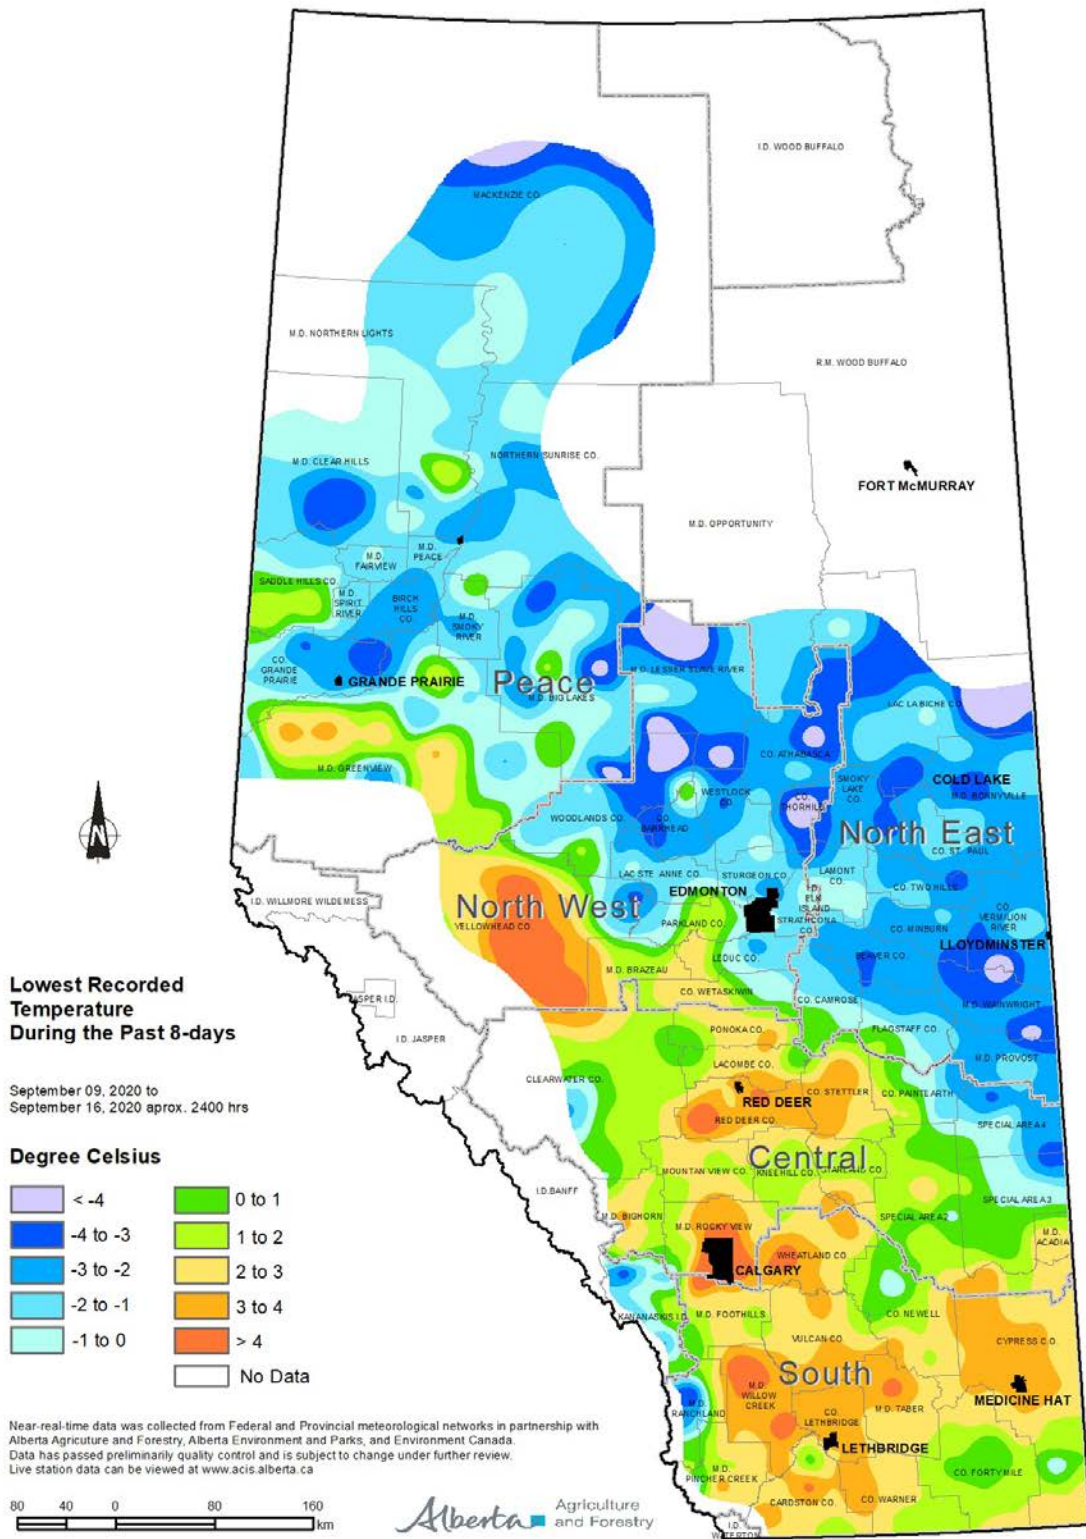 I.D. WOOD BUFFALO
MACKENZIE CO.
M.D. NORTHERN LIGHTS
R.M. WOOD BUFFALO
M.D. CLEAR HILLS
NORTHERN SUNRISE CO.
FORT McMURRAY
M.D. OPPORTUNITY
M.D.
FAIRVIEW
M.D.
PEACE
SADDLE HILLS CO.
M.D.
SPIRIT
RIVER
BIRCH
HILLS
CO.
M.D.
SMOKY
RIVER
CO.
GRANDE
PRAIRIE
GRANDE PRAIRIE
Peace
M.D. BIG LAKES
M.D. LESSER SLAVE RIVER
LAC LA BICHE CO.
M.D. GREENVIEW
CO. ATHABASCA
COLD LAKE
M.D. BONNYVILLE
SMOKY
LAKE
CO.
WESTLOCK
CO.
CO.
THORHILD
WOODLANDS CO.
CO.
BARRHEAD
North East
CO. ST. PAUL
LAC STE ANNE CO.
STURGEON CO.
LAMONT
CO.
EDMONTON
I.D.
ELK
ISLAND
CO. TWO HILLS
I.D. WILLMORE WILDERNESS
North West
YELLOWHEAD CO.
PARKLAND CO.
STRATHCONA
CO.
CO.
VERMILION
RIVER
CO. MINBURN
LLOYDMINSTER
LEDUC CO.
BEAVER CO.
M.D. BRAZEAU
CO. WETASKIWIN
CO. CAMROSE
M.D. WAINWRIGHT
Lowest Recorded
Temperature
During the Past 8-days
JASPER I.D.
I.D. JASPER
PONOKA CO.
FLAGSTAFF CO.
M.D. PROVOST
CLEARWATER CO.
LACOMBE CO.
September 09, 2020 to
September 16, 2020 aprox. 2400 hrs
RED DEER
CO. STETTLER
CO. PAINTEARTH
RED DEER CO.
SPECIAL AREA 4
Degree Celsius
Central
MOUNTAN VIEW CO.
KNEEHILL CO.
STARLAND CO.
I.D.BANFF
SPECIAL AREA 3
< -4
0 to 1
M.D. BIGHORN
M.D. ROCKY VIEW
SPECIAL AREA 2
M.D.
ACADIA
-4 to -3
1 to 2
WHEATLAND CO.
CALGARY
-3 to -2
2 to 3
-2 to -1
3 to 4
KANANASKIS I.D.
M.D. FOOTHILLS
CO. NEWELL
-1 to 0
> 4
VULCAN CO.
CYPRESS CO.
No Data
South
M.D.
WILLOW
CREEK
M.D.
RANCHLAND
CO.
LETHBRIDGE
M.D. TABER
MEDICINE HAT
LETHBRIDGE
M.D.
PINCHER CREEK
CO. FORTY MILE
CARDSTON CO.
CO. WARNER
I.D.
WATERTON
N
Near-real-time data was collected from Federal and Provincial meteorological networks in partnership with
Alberta Agricuture and Forestry, Alberta Environment and Parks, and Environment Canada.
Data has passed preliminarily quality control and is subject to change under further review.
Live station data can be viewed at www.acis.alberta.ca
80 40 0 80 160
km
Alberta Agriculture
and Forestry